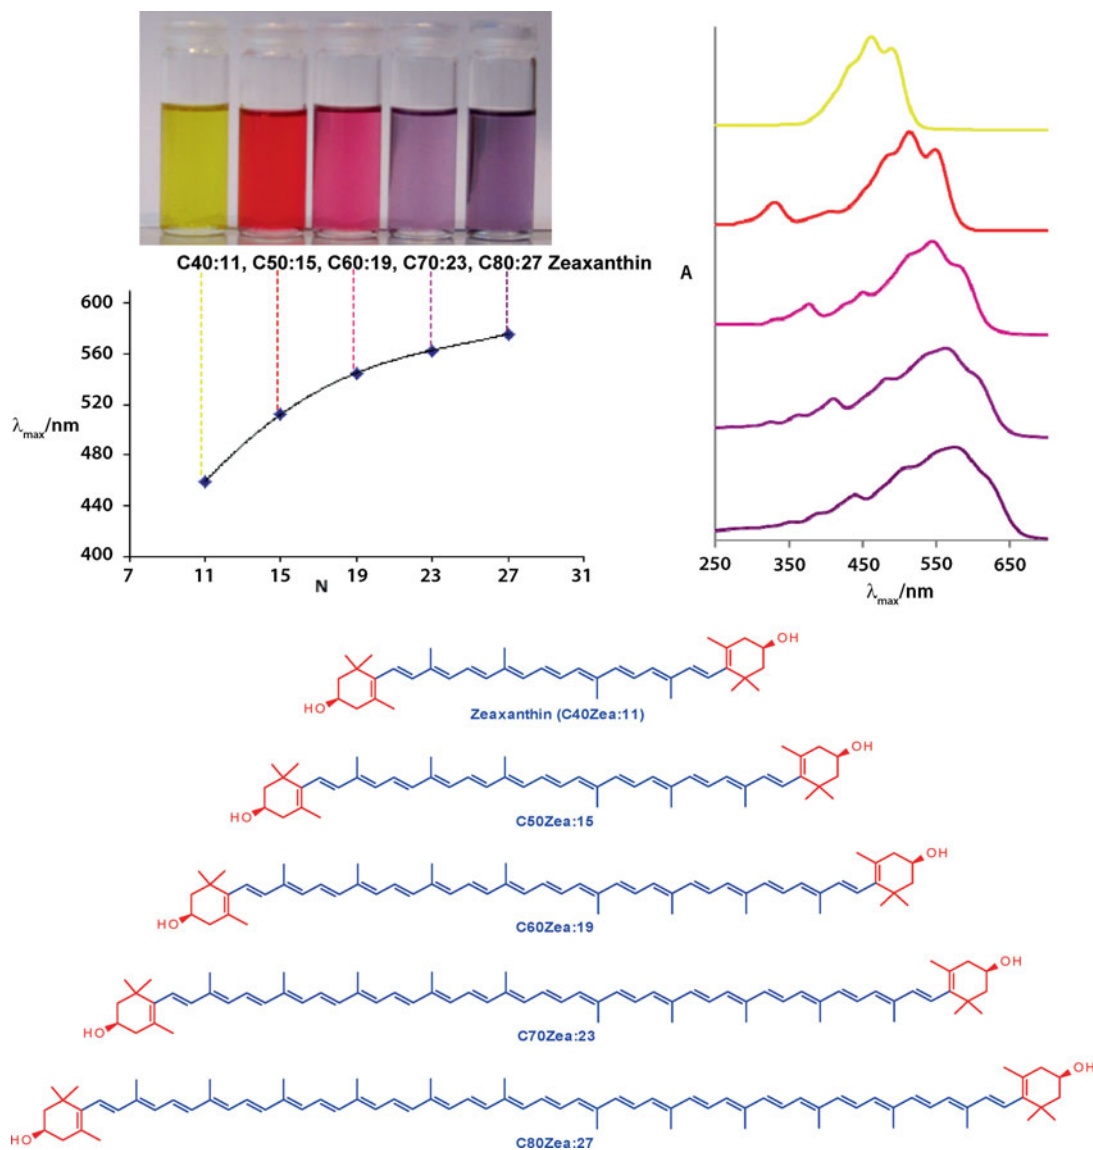 C40:11, C50:15, C60:19, C70:23, C80:27 Zeaxanthin
600
560
520
480
440
400
λmax/nm
7 11 15 19 23 27 31
N
A
250 350 450 550 650
λmax/nm
OH
HO
Zeaxanthin (C40Zea:11)
OH
HO
C50Zea:15
OH
HO
C60Zea:19
OH
HO
C70Zea:23
OH
HO
C80Zea:27